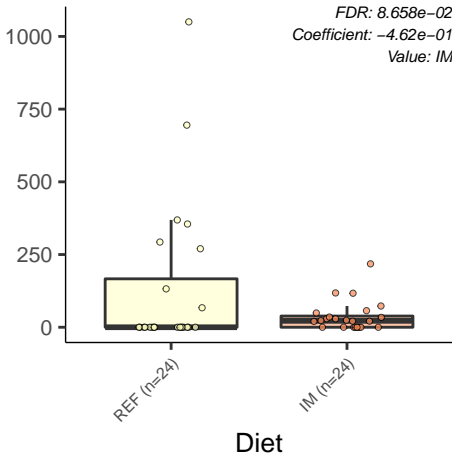 FDR: 8.658e−02
Coefficient: −4.62e−01
Value: IM
1000
750
500
250
0
REF (n=24)
IM (n=24)
Diet